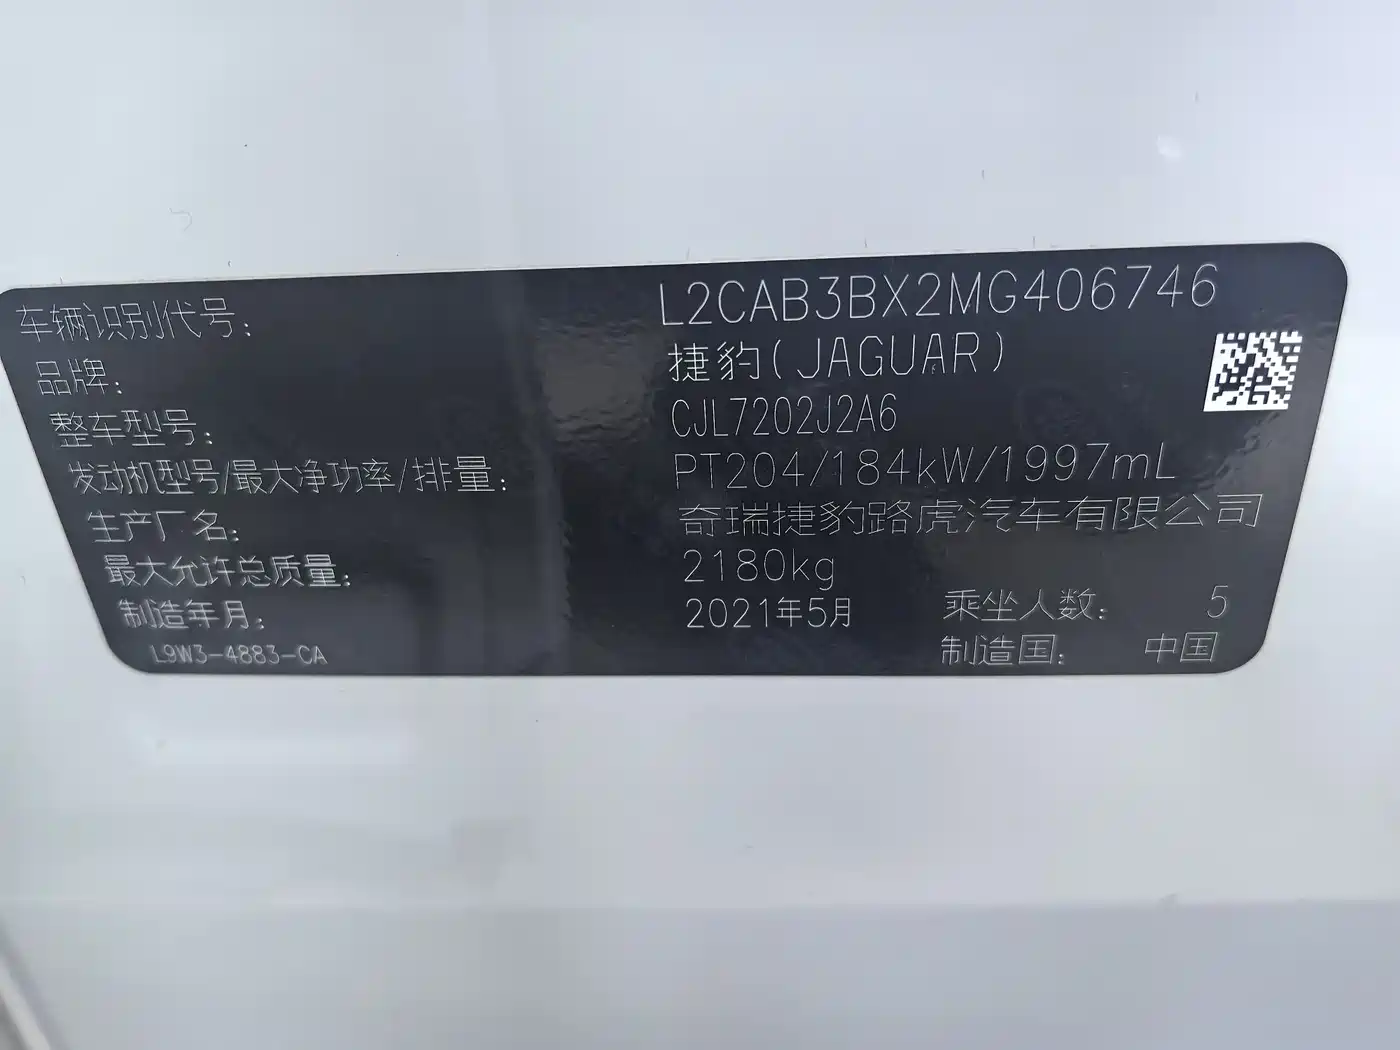 车辆识别代号: L2CAB3BX2MG406746
品牌: 捷豹(JAGUAR)
整车型号: CJL7202J2A6
发动机型号/最大净功率/排量: PT204/184kW/1997mL
生产厂名: 奇瑞捷豹路虎汽车有限公司
最大允许总质量: 2180kg
制造年月: 2021年5月 乘坐人数: 5
L9W3-4883-CA 制造国: 中国